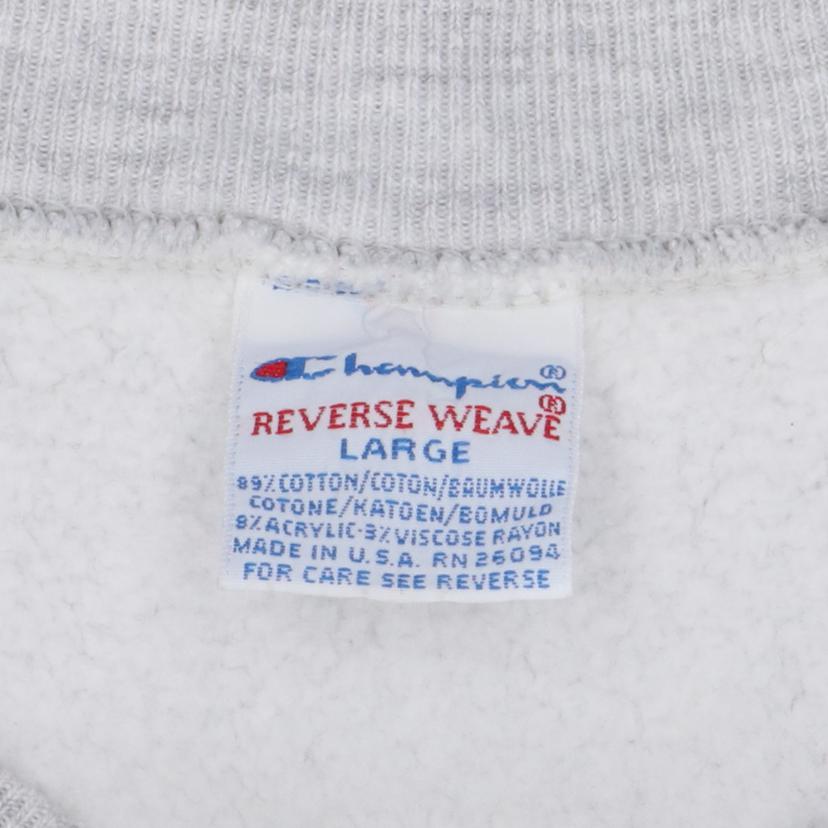 Champion®
REVERSE WEAVE®
LARGE
89% COTTON/COTON/BAUMWOLLE
COTONE/KATOEN/BOMULD
8% ACRYLIC-3% VISCOSE RAYON
MADE IN U.S.A. RN 26094
FOR CARE SEE REVERSE